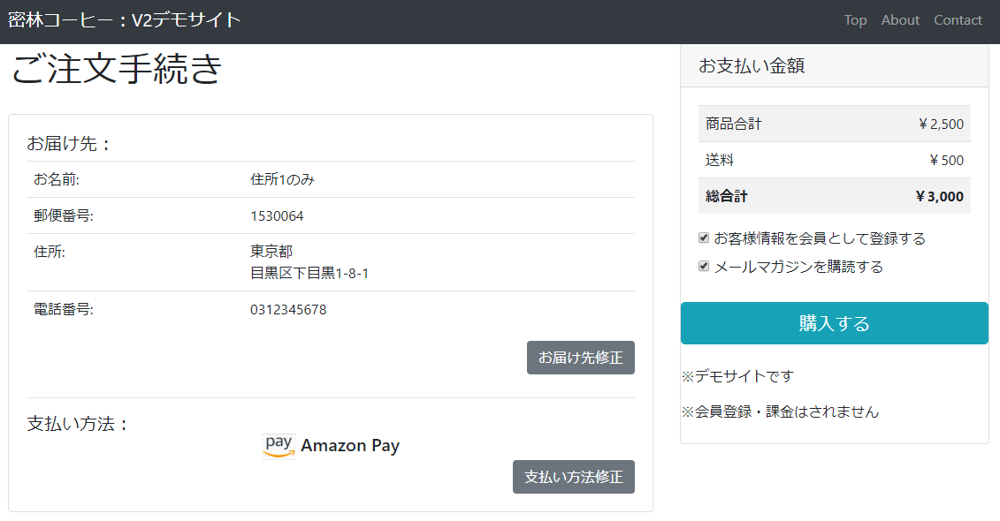 密林コーヒー：V2デモサイト
Top About Contact
ご注文手続き
お届け先：
お名前: 住所1のみ
郵便番号: 1530064
住所: 東京都
目黒区下目黒1-8-1
電話番号: 0312345678
お届け先修正
支払い方法：
pay Amazon Pay
支払い方法修正
お支払い金額
商品合計 ￥2,500
送料 ￥500
総合計 ￥3,000
お客様情報を会員として登録する
メールマガジンを購読する
購入する
※デモサイトです
※会員登録・課金はされません